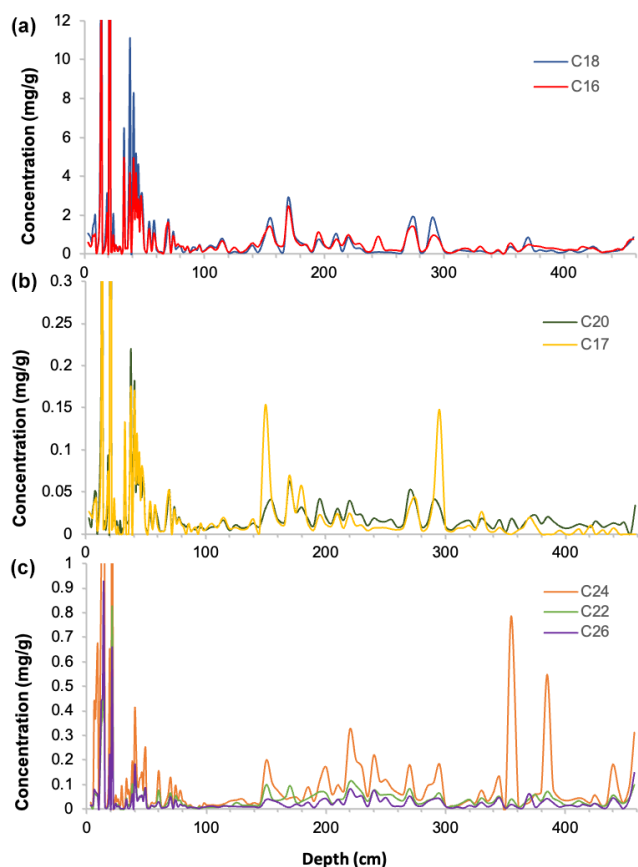 (a)
Concentration (mg/g)
12
10
8
6
4
2
0
C18
C16
0 100 200 300 400
(b)
Concentration (mg/g)
0.3
0.25
0.2
0.15
0.1
0.05
0
C20
C17
0 100 200 300 400
(c)
Concentration (mg/g)
1
0.9
0.8
0.7
0.6
0.5
0.4
0.3
0.2
0.1
0
C24
C22
C26
0 100 200 300 400
Depth (cm)